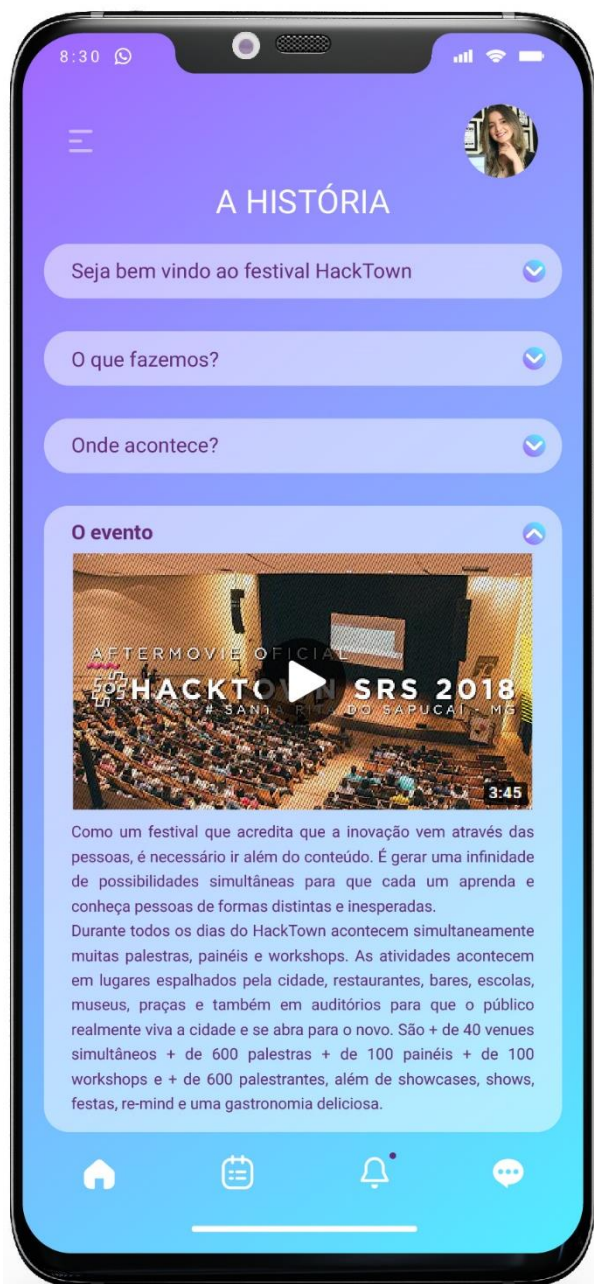 8:30
A HISTÓRIA
Seja bem vindo ao festival HackTown
O que fazemos?
Onde acontece?
O evento
AFTERMOVIE OFICIAL
HACKTOWN SRS 2018
# SANTA RITA DO SAPUCAÍ - MG
3:45
Como um festival que acredita que a inovação vem através das
pessoas, é necessário ir além do conteúdo. É gerar uma infinidade
de possibilidades simultâneas para que cada um aprenda e
conheça pessoas de formas distintas e inesperadas.
Durante todos os dias do HackTown acontecem simultaneamente
muitas palestras, painéis e workshops. As atividades acontecem
em lugares espalhados pela cidade, restaurantes, bares, escolas,
museus, praças e também em auditórios para que o público
realmente viva a cidade e se abra para o novo. São + de 40 venues
simultâneos + de 600 palestras + de 100 painéis + de 100
workshops e + de 600 palestrantes, além de showcases, shows,
festas, re-mind e uma gastronomia deliciosa.